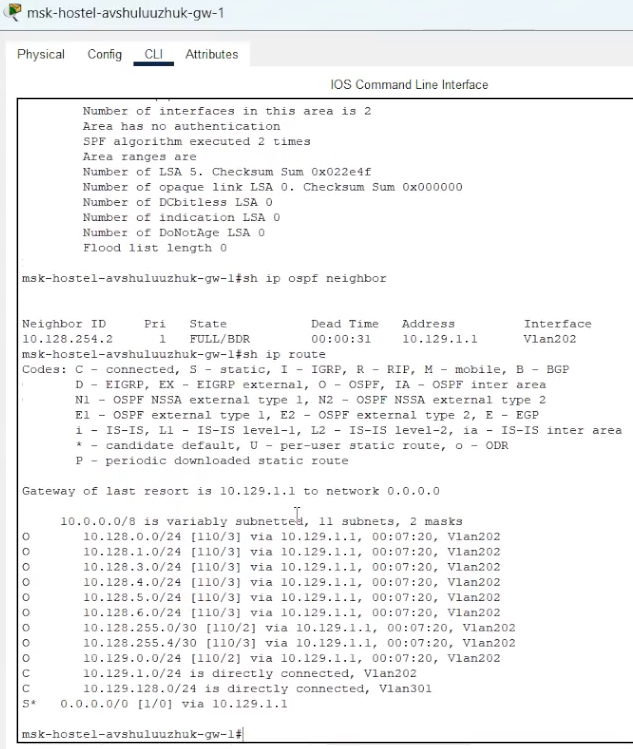 msk-hostel-avshuluuzhuk-gw-1
Physical Config CLI Attributes
IOS Command Line Interface
Number of interfaces in this area is 2
Area has no authentication
SPF algorithm executed 2 times
Area ranges are
Number of LSA 5. Checksum Sum 0x022e4f
Number of opaque link LSA 0. Checksum Sum 0x000000
Number of DCbitless LSA 0
Number of indication LSA 0
Number of DoNotAge LSA 0
Flood list length 0
msk-hostel-avshuluuzhuk-gw-1#sh ip ospf neighbor
Neighbor ID Pri State Dead Time Address Interface
10.128.254.2 1 FULL/BDR 00:00:31 10.129.1.1 Vlan202
msk-hostel-avshuluuzhuk-gw-1#sh ip route
Codes: C - connected, S - static, I - IGRP, R - RIP, M - mobile, B - BGP
D - EIGRP, EX - EIGRP external, O - OSPF, IA - OSPF inter area
N1 - OSPF NSSA external type 1, N2 - OSPF NSSA external type 2
E1 - OSPF external type 1, E2 - OSPF external type 2, E - EGP
i - IS-IS, L1 - IS-IS level-1, L2 - IS-IS level-2, ia - IS-IS inter area
* - candidate default, U - per-user static route, o - ODR
P - periodic downloaded static route
Gateway of last resort is 10.129.1.1 to network 0.0.0.0
10.0.0.0/8 is variably subnetted, 11 subnets, 2 masks
O 10.128.0.0/24 [110/3] via 10.129.1.1, 00:07:20, Vlan202
O 10.128.1.0/24 [110/3] via 10.129.1.1, 00:07:20, Vlan202
O 10.128.3.0/24 [110/3] via 10.129.1.1, 00:07:20, Vlan202
O 10.128.4.0/24 [110/3] via 10.129.1.1, 00:07:20, Vlan202
O 10.128.5.0/24 [110/3] via 10.129.1.1, 00:07:20, Vlan202
O 10.128.6.0/24 [110/3] via 10.129.1.1, 00:07:20, Vlan202
O 10.128.255.0/30 [110/2] via 10.129.1.1, 00:07:20, Vlan202
O 10.128.255.4/30 [110/3] via 10.129.1.1, 00:07:20, Vlan202
O 10.129.0.0/24 [110/2] via 10.129.1.1, 00:07:20, Vlan202
C 10.129.1.0/24 is directly connected, Vlan202
C 10.129.128.0/24 is directly connected, Vlan301
S* 0.0.0.0/0 [1/0] via 10.129.1.1
msk-hostel-avshuluuzhuk-gw-1#